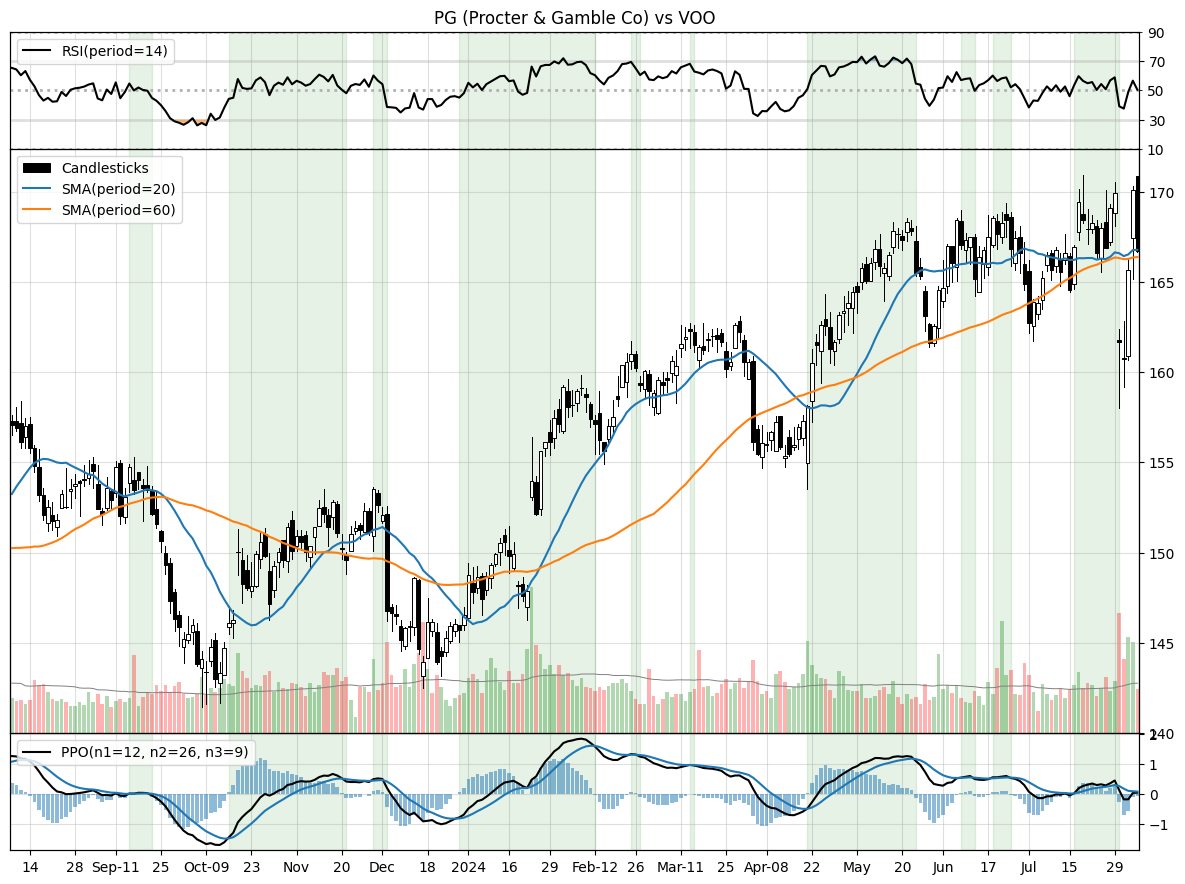 PG (Procter & Gamble Co) vs VOO
RSI(period=14)
90
70
50
30
10
Candlesticks
SMA(period=20)
SMA(period=60)
170
165
160
155
150
145
140
PPO(n1=12, n2=26, n3=9)
1
0
−1
14 28 Sep-11 25 Oct-09 23 Nov 20 Dec 18 2024 16 29 Feb-12 26 Mar-11 25 Apr-08 22 May 20 Jun 17 Jul 15 29